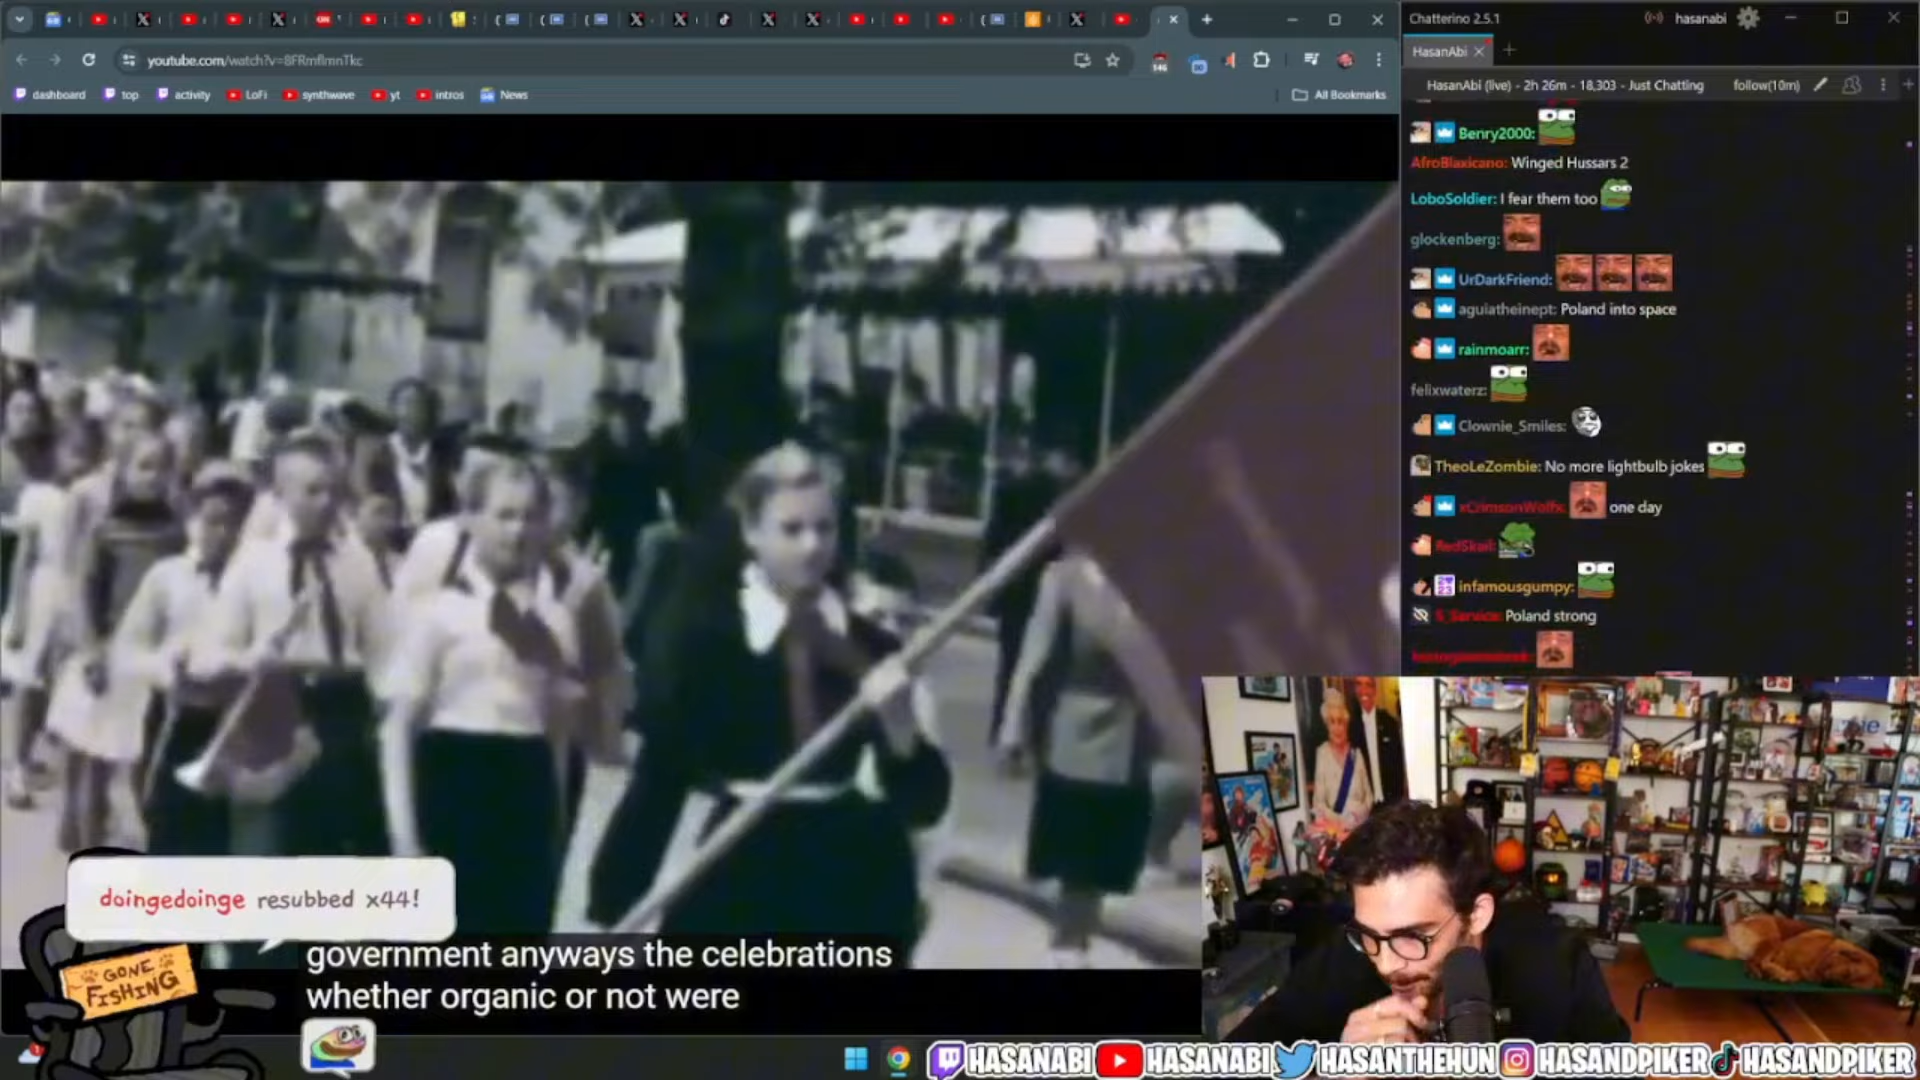 Chatterino 2.5.1
hasanabi
youtube.com/watch?v=8FRmflmnTkc
HasanAbi
dashboard
top
activity
LoFi
synthwave
yt
intros
News
All Bookmarks
HasanAbi (live) - 2h 26m - 18,303 - Just Chatting
follow(10m)
Benry2000:
AfroBlaxicano: Winged Hussars 2
LoboSoldier: I fear them too
glockenberg:
UrDarkFriend:
aguiatheinept: Poland into space
rainmoarr:
felixwaterz:
Clownie_Smiles:
TheoLeZombie: No more lightbulb jokes
xCrimsonWolfx: one day
RedSkail:
infamousgumpy:
S_Service: Poland strong
doingedoinge resubbed x44!
GONE
FISHING
government anyways the celebrations
whether organic or not were
HASANABI
HASANABI
HASANTHEHUN
HASANDPIKER
HASANDPIKER